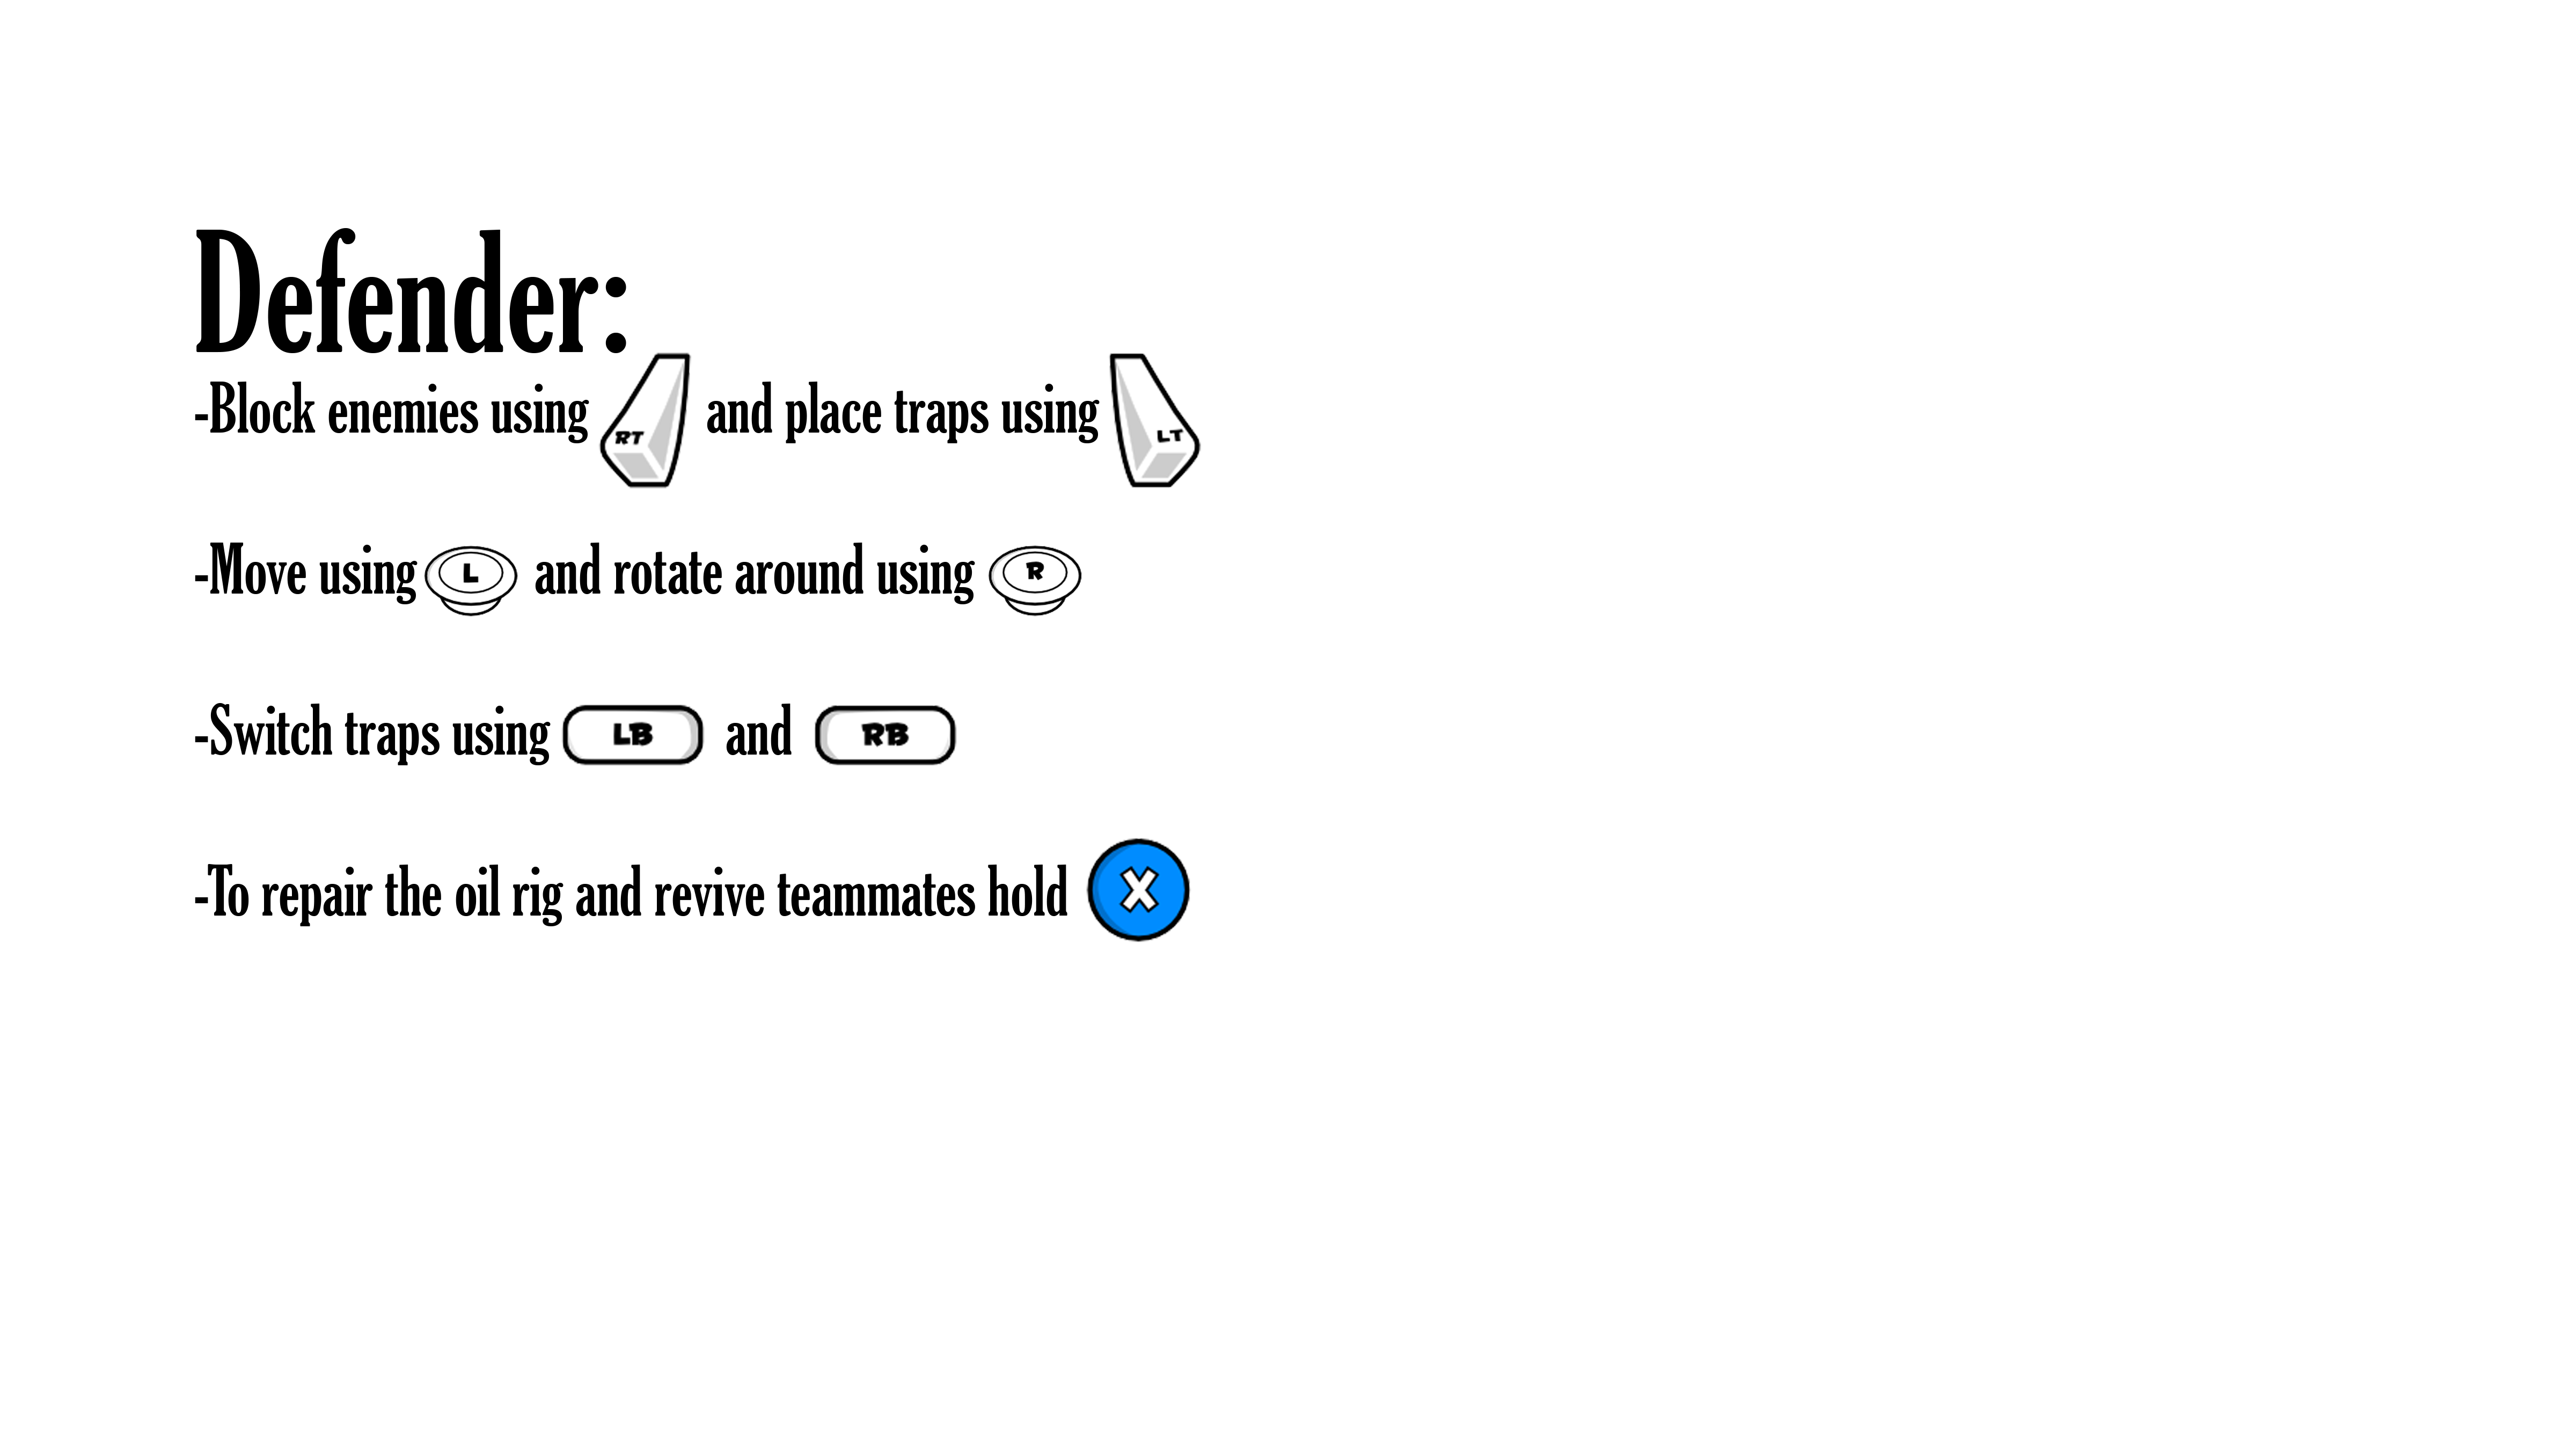 Defender:
-Block enemies using RT and place traps using LT
-Move using L and rotate around using R
-Switch traps using LB and RB
-To repair the oil rig and revive teammates hold X